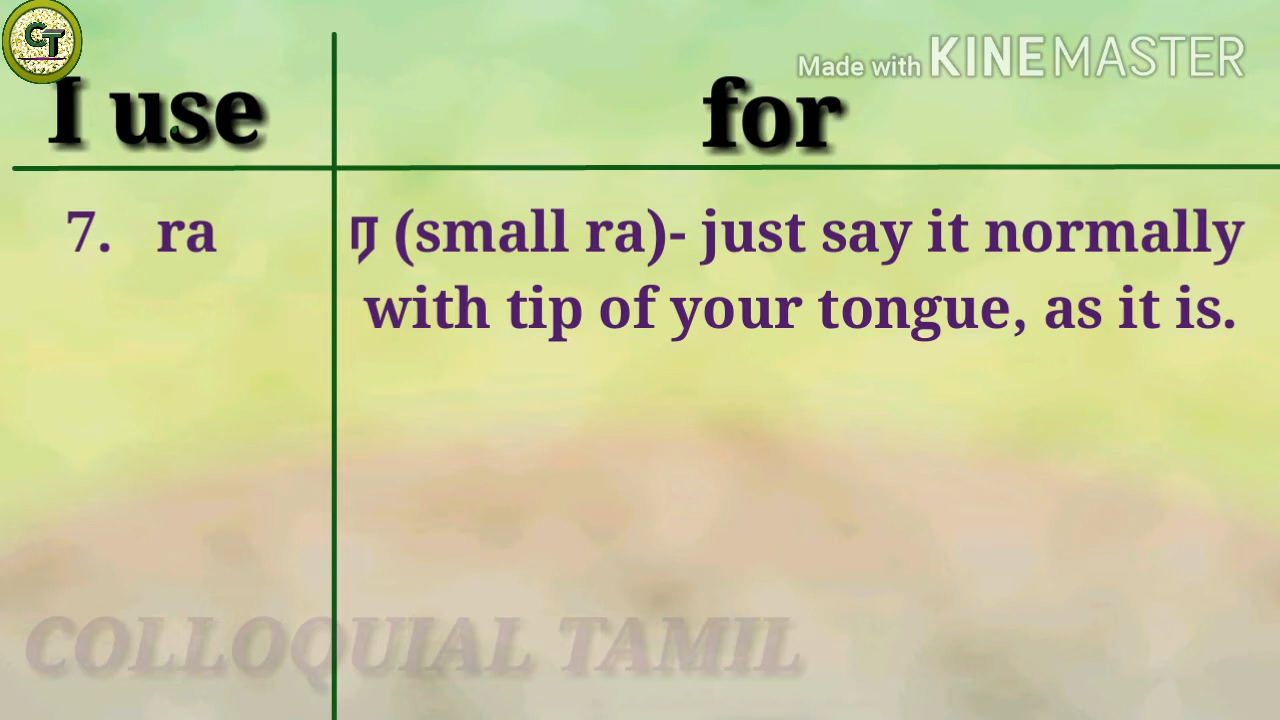 CT
Made with KINEMASTER
I use
for
7. ra
ர (small ra)- just say it normally
with tip of your tongue, as it is.
COLLOQUIAL TAMIL